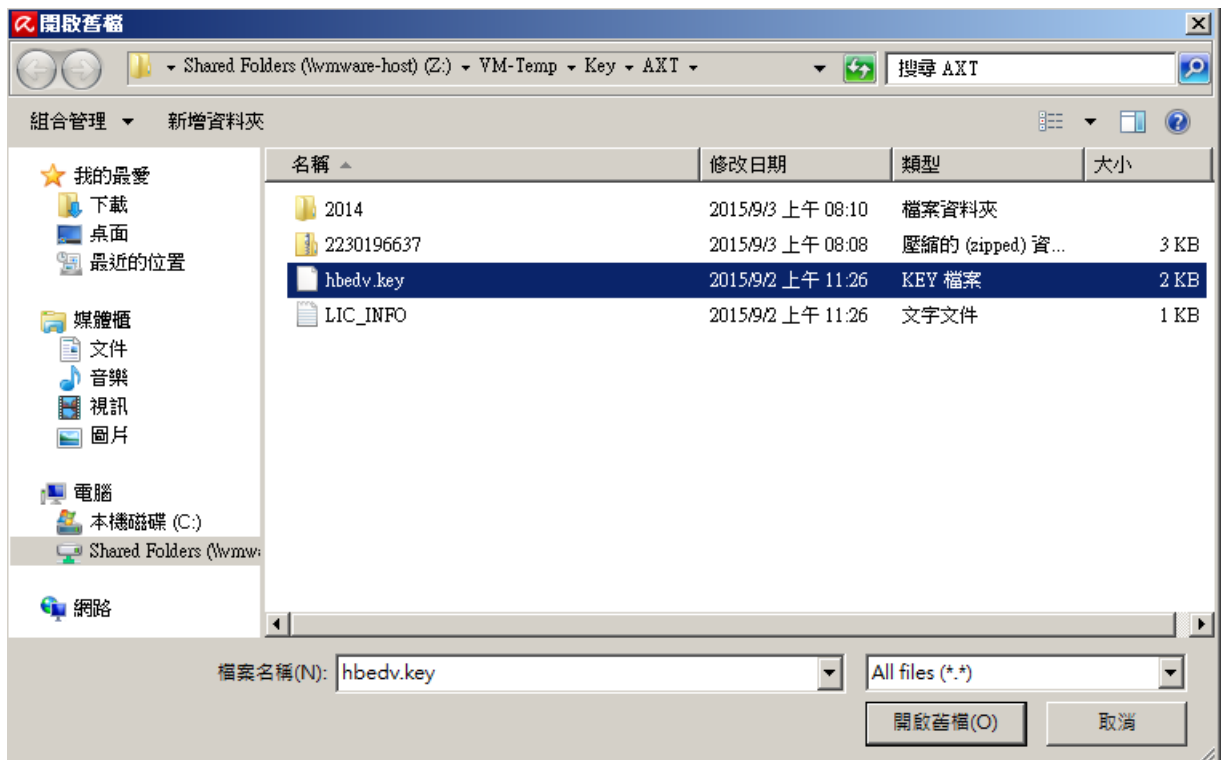 開啟舊檔
Shared Folders (\\vmware-host) (Z:) VM-Temp Key AXT
搜尋 AXT
組合管理 新增資料夾
名稱 修改日期 類型 大小
2014 2015/9/3 上午 08:10 檔案資料夾
2230196637 2015/9/3 上午 08:08 壓縮的 (zipped) 資... 3 KB
hbedv.key 2015/9/2 上午 11:26 KEY 檔案 2 KB
LIC_INFO 2015/9/2 上午 11:26 文字文件 1 KB
我的最愛
下載
桌面
最近的位置
媒體櫃
文件
音樂
視訊
圖片
電腦
本機磁碟 (C:)
Shared Folders (\\vmw
網路
檔案名稱(N): hbedv.key All files (*.*)
開啟舊檔(O) 取消